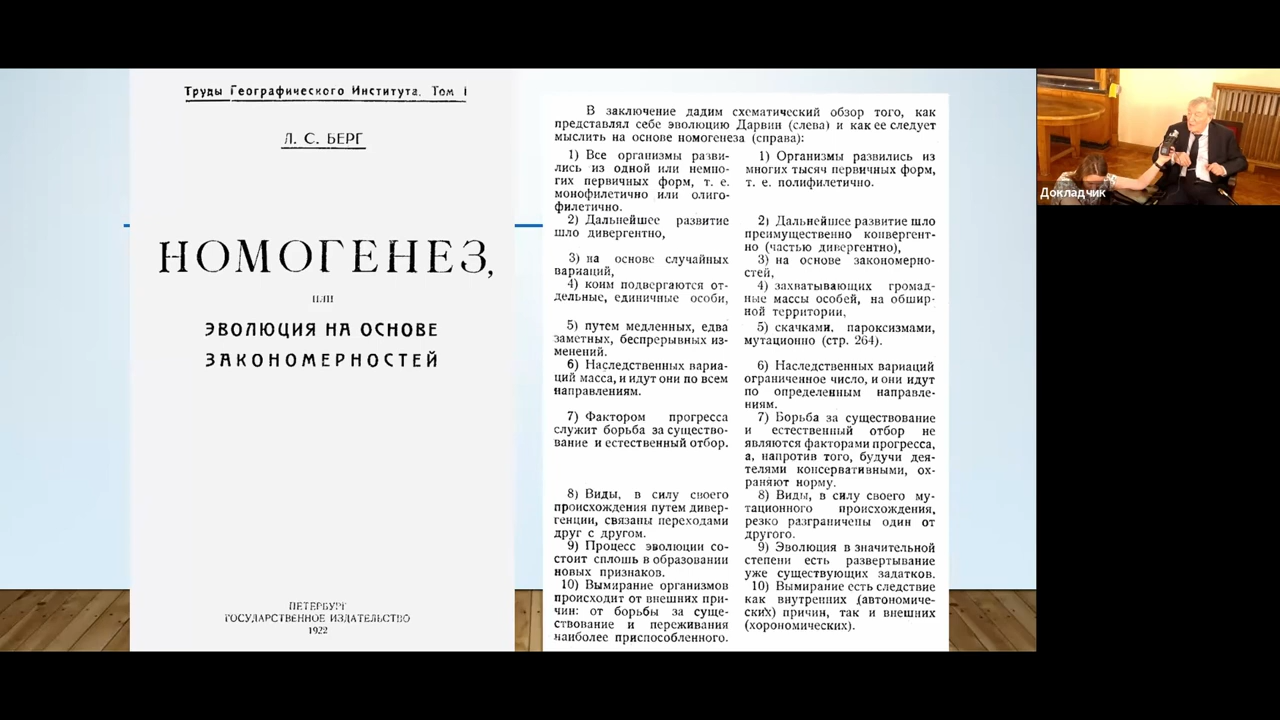 Труды Географического Института. Том I
Л. С. БЕРГ
НОМОГЕНЕЗ,
ИЛИ
ЭВОЛЮЦИЯ НА ОСНОВЕ
ЗАКОНОМЕРНОСТЕЙ
ПЕТЕРБУРГ
ГОСУДАРСТВЕННОЕ ИЗДАТЕЛЬСТВО
1922
В заключение дадим схематический обзор того, как
представлял себе эволюцию Дарвин (слева) и как ее следует
мыслить на основе номогенеза (справа):
1) Все организмы разви-
лись из одной или немно-
гих первичных форм, т. е.
монофилетично или олиго-
филетично.
2) Дальнейшее развитие
шло дивергентно,
3) на основе случайных
вариаций,
4) коим подвергаются от-
дельные, единичные особи,
5) путем медленных, едва
заметных, беспрерывных из-
менений.
6) Наследственных вариа-
ций масса, и идут они по всем
направлениям.
7) Фактором прогресса
служит борьба за существо-
вание и естественный отбор.
8) Виды, в силу своего
происхождения путем дивер-
генции, связаны переходами
друг с другом.
9) Процесс эволюции со-
стоит сплошь в образовании
новых признаков.
10) Вымирание организмов
происходит от внешних при-
чин: от борьбы за суще-
ствование и переживания
наиболее приспособленного.
1) Организмы развились из
многих тысяч первичных форм,
т. е. полифилетично.
2) Дальнейшее развитие шло
преимущественно конвергент-
но (частью дивергентно),
3) на основе закономерно-
стей,
4) захватывающих громад-
ные массы особей, на обшир-
ной территории,
5) скачками, пароксизмами,
мутационно (стр. 264).
6) Наследственных вариаций
ограниченное число, и они идут
по определенным направле-
ниям.
7) Борьба за существование
и естественный отбор не
являются факторами прогресса,
а, напротив того, будучи дея-
телями консервативными, ох-
раняют норму.
8) Виды, в силу своего му-
тационного происхождения,
резко разграничены один от
другого.
9) Эволюция в значительной
степени есть развертывание
уже существующих задатков.
10) Вымирание есть следствие
как внутренних (автономиче-
ских) причин, так и внешних
(хорономических).
Докладчик